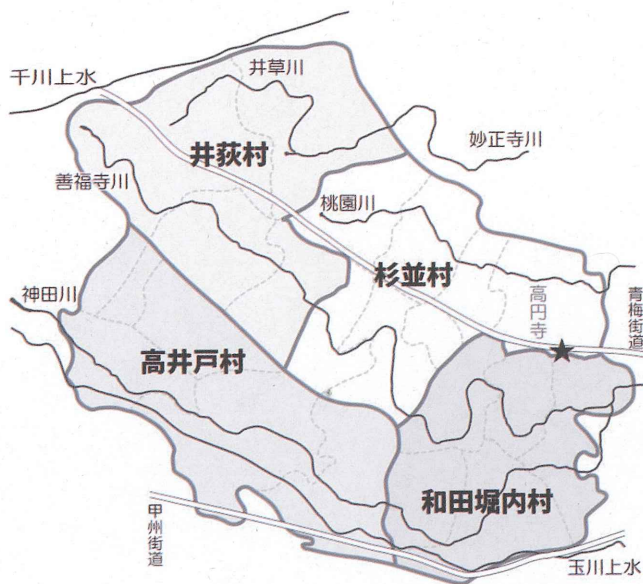 千川上水
井草川
妙正寺川
井荻村
善福寺川
桃園川
神田川
杉並村
高円寺
青梅街道
高井戸村
和田堀内村
甲州街道
玉川上水